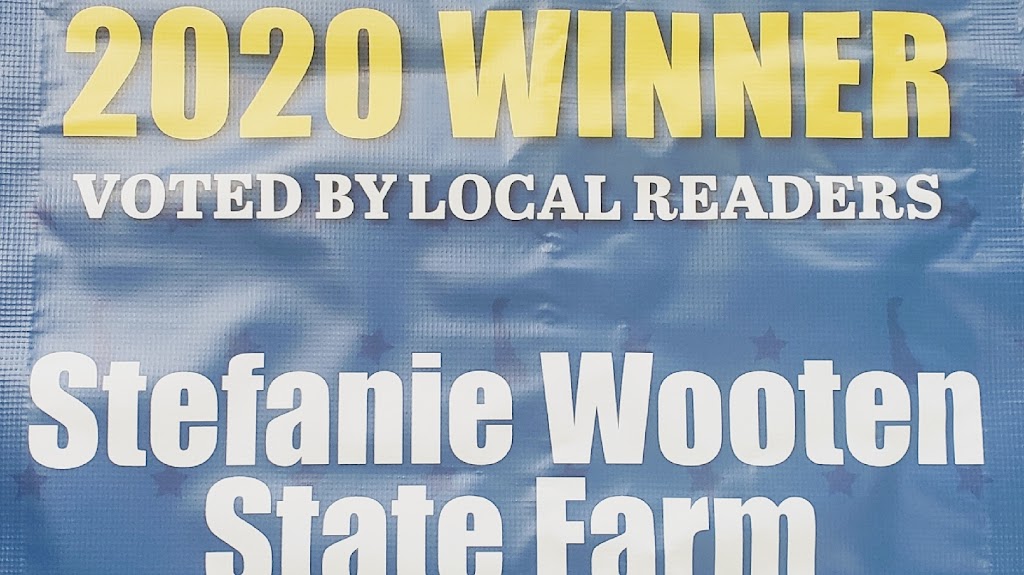 2020 WINNER
VOTED BY LOCAL READERS
Stefanie Wooten
State Farm